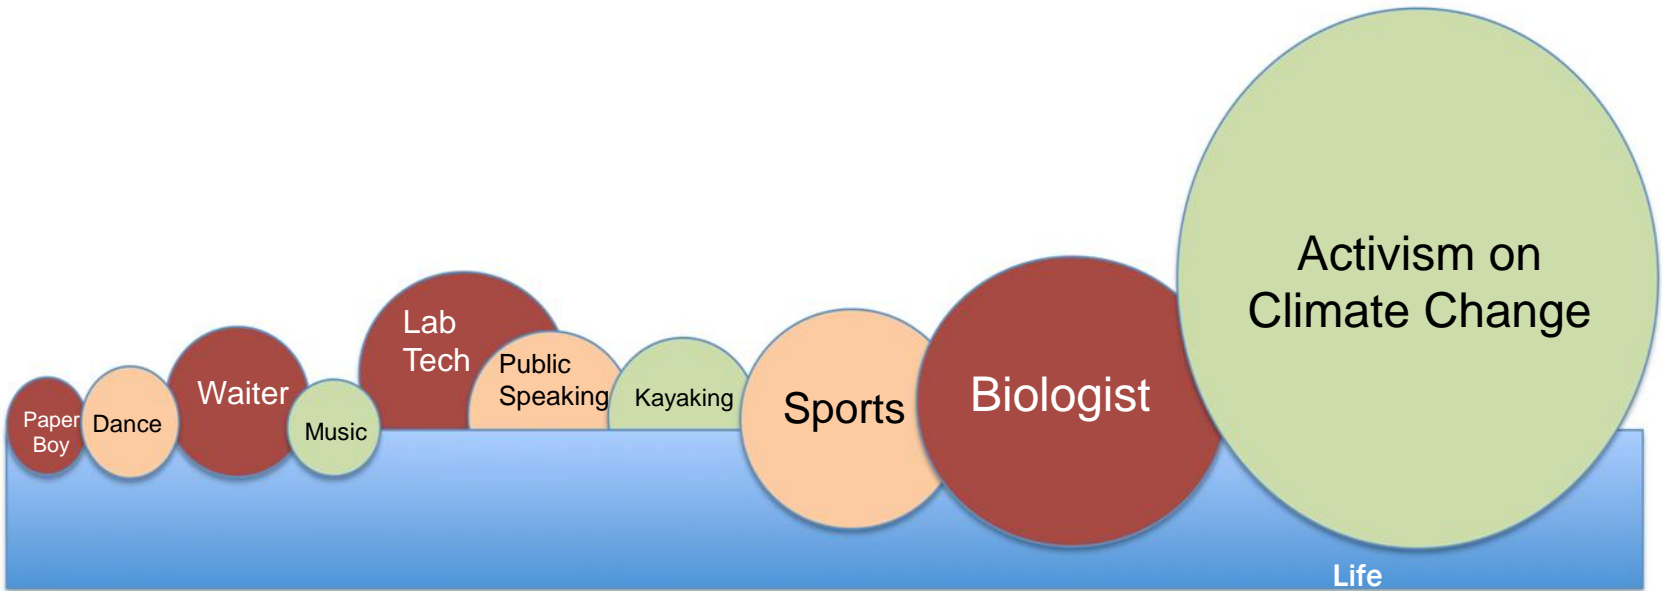 Paper
Boy
Dance
Waiter
Music
Lab
Tech
Public
Speaking
Kayaking
Sports
Biologist
Activism on
Climate Change
Life